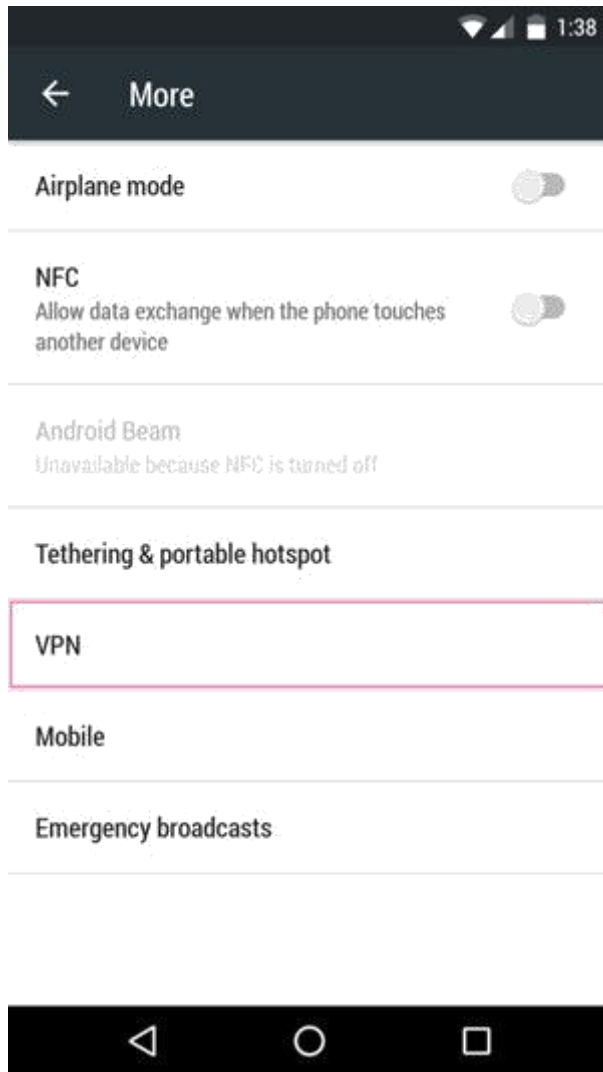 1:38
More
Airplane mode
NFC
Allow data exchange when the phone touches
another device
Android Beam
Unavailable because NFC is turned off
Tethering & portable hotspot
VPN
Mobile
Emergency broadcasts